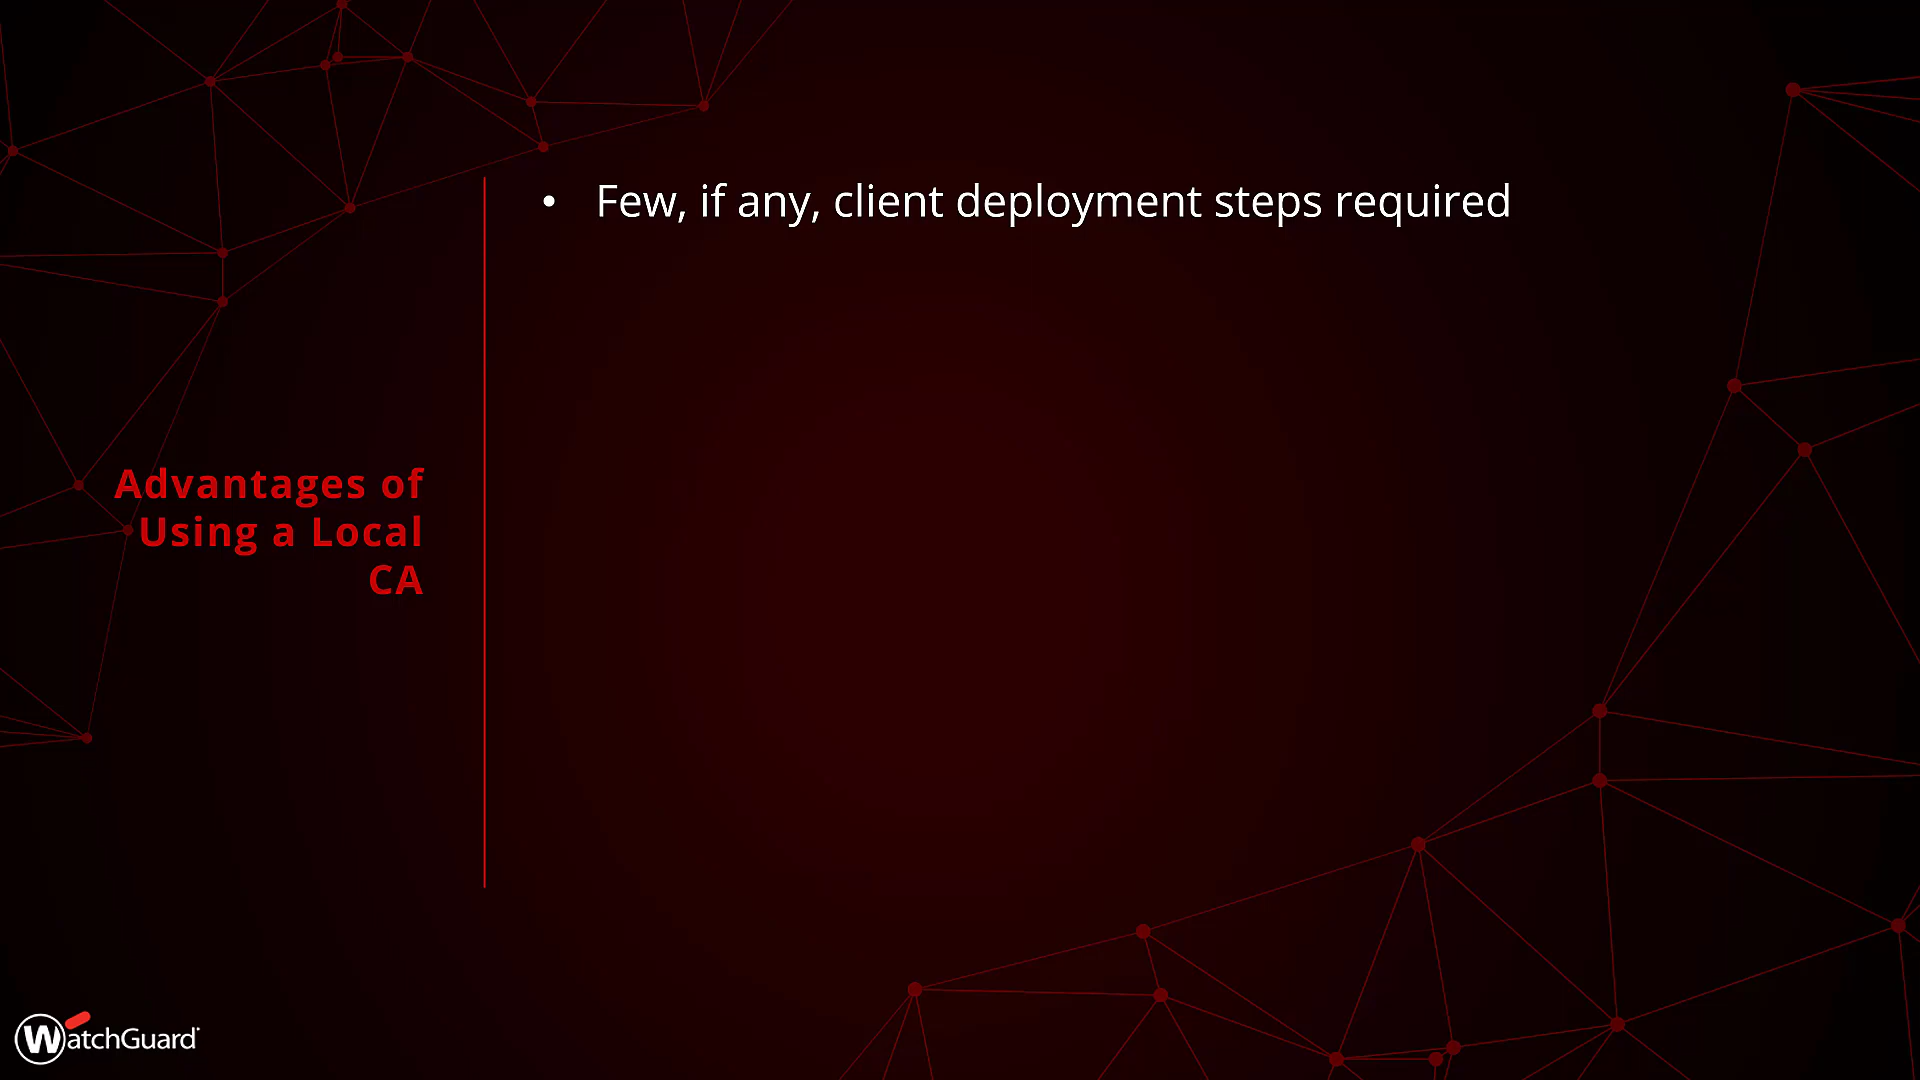 • Few, if any, client deployment steps required
Advantages of
Using a Local
CA
WatchGuard